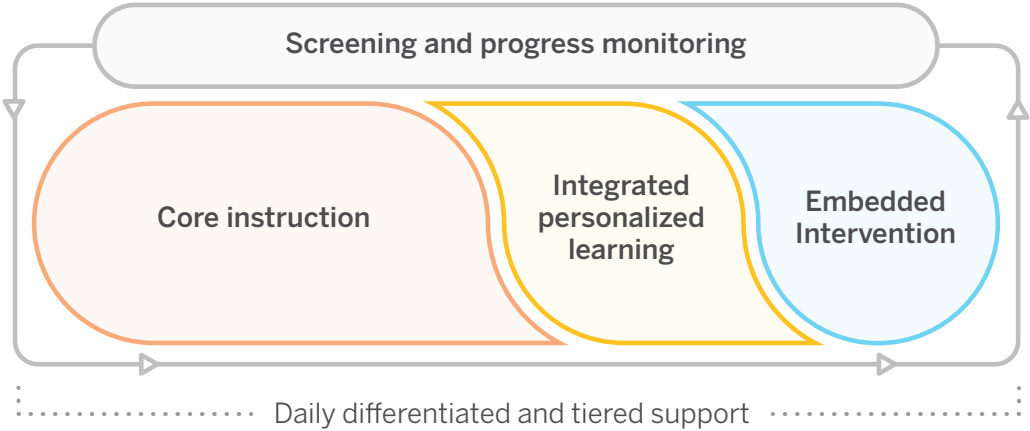 Screening and progress monitoring
Core instruction
Integrated
personalized
learning
Embedded
Intervention
Daily differentiated and tiered support